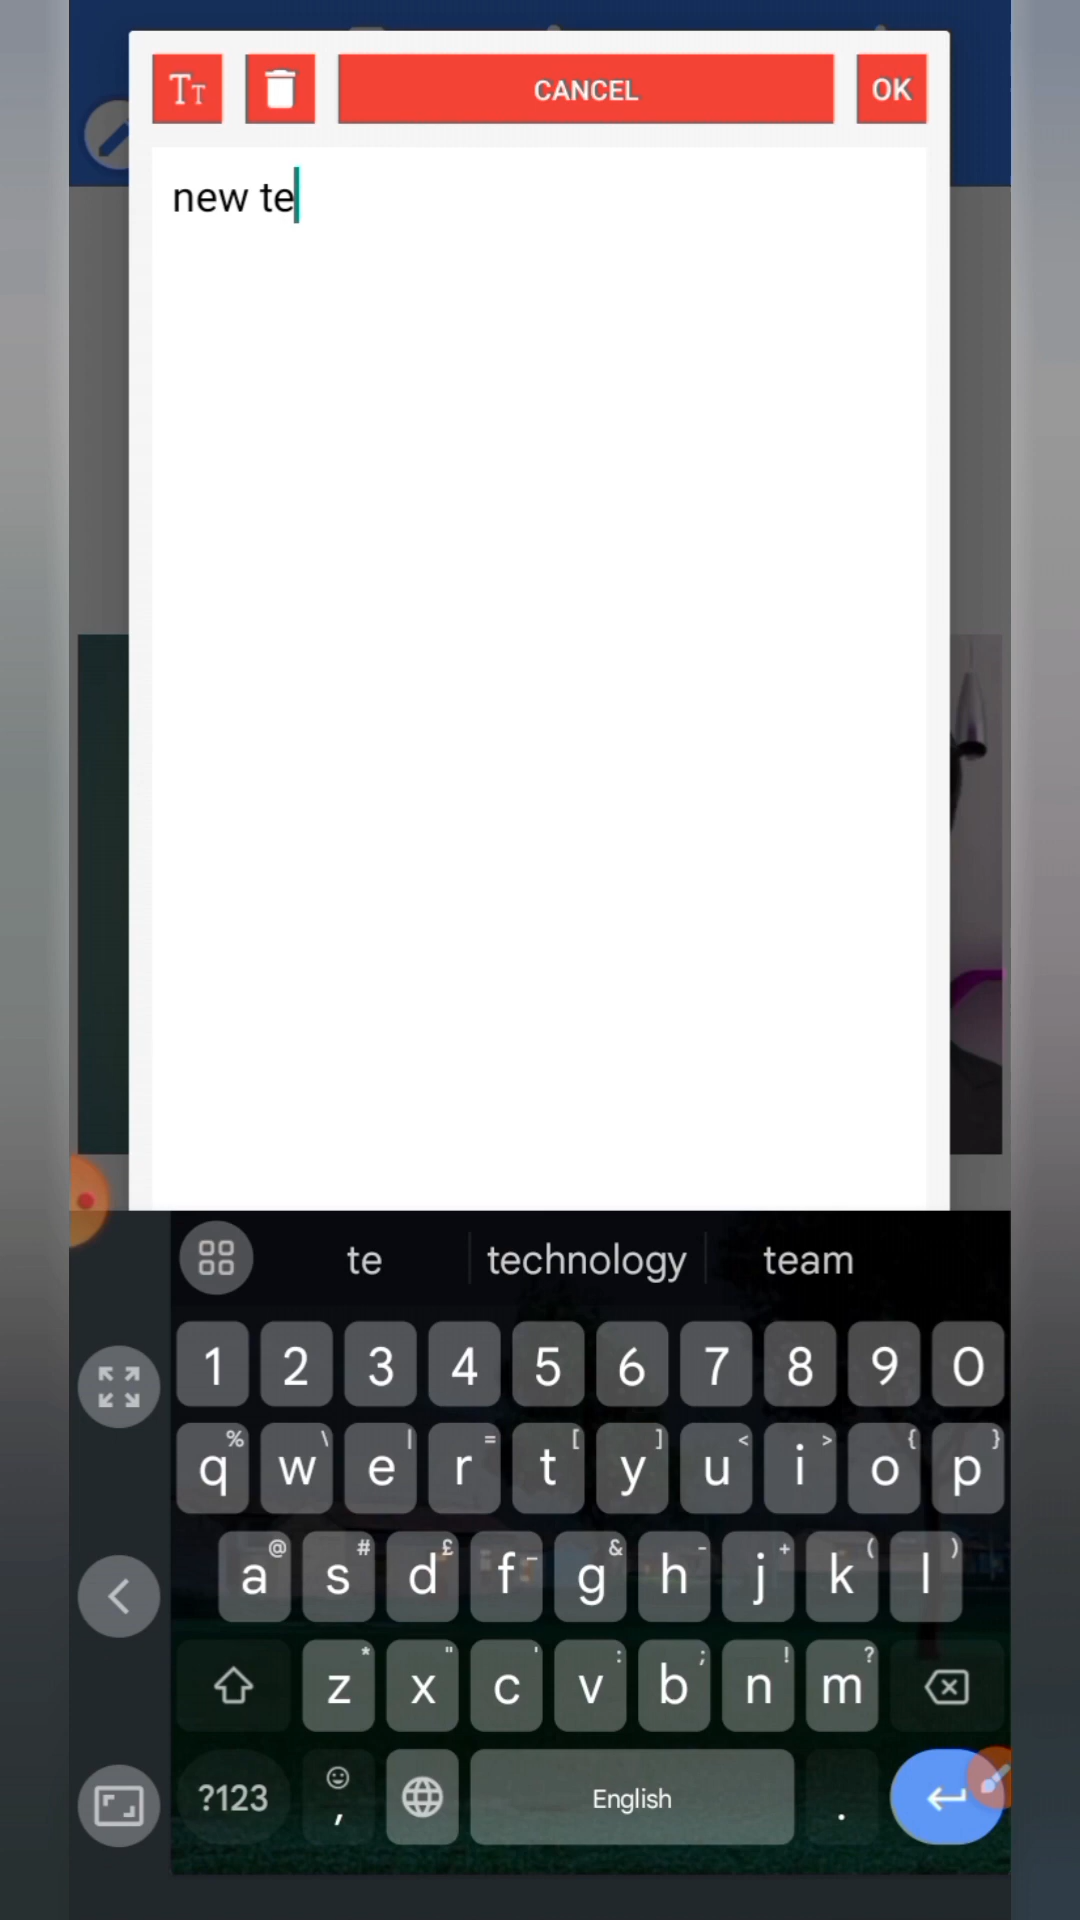 Tт CANCEL OK
new te
te technology team
1 2 3 4 5 6 7 8 9 0
% \ | = [ ] < > { }
q w e r t y u i o p
@ # £ _ & - + ( )
a s d f g h j k l
* " ' : ; ! ?
z x c v b n m
?123 , English .